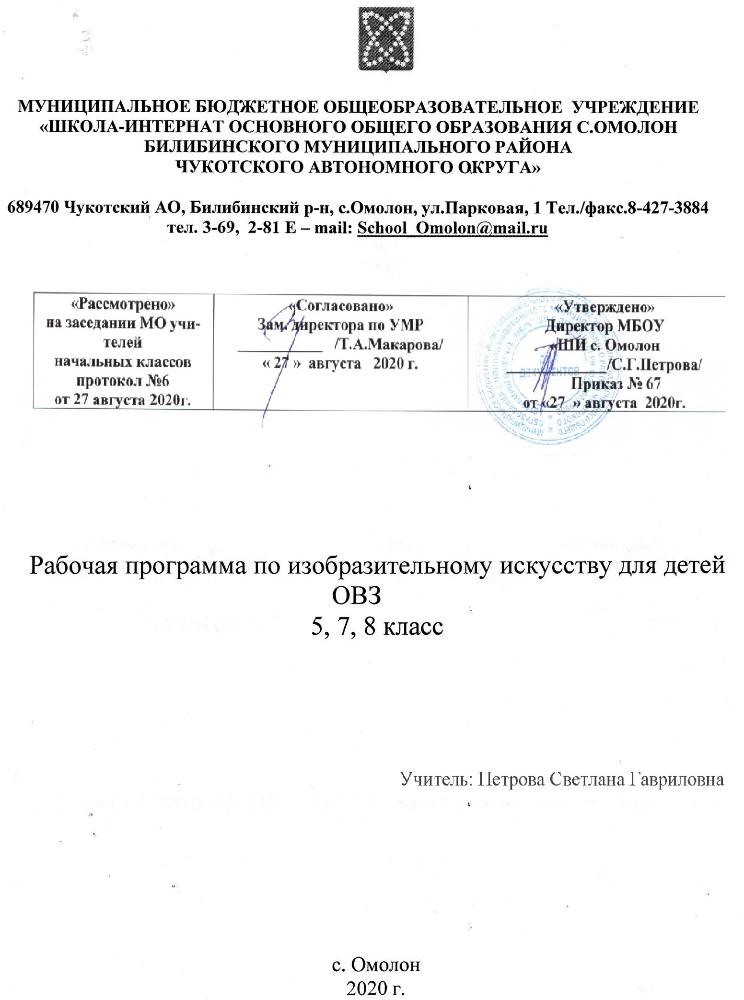 МУНИЦИПАЛЬНОЕ БЮДЖЕТНОЕ ОБЩЕОБРАЗОВАТЕЛЬНОЕ УЧРЕЖДЕНИЕ
«ШКОЛА-ИНТЕРНАТ ОСНОВНОГО ОБЩЕГО ОБРАЗОВАНИЯ С.ОМОЛОН
БИЛИБИНСКОГО МУНИЦИПАЛЬНОГО РАЙОНА
ЧУКОТСКОГО АВТОНОМНОГО ОКРУГА»
689470 Чукотский АО, Билибинский р-н, с.Омолон, ул.Парковая, 1 Тел./факс.8-427-3884
тел. 3-69, 2-81 E – mail: School_Omolon@mail.ru
«Рассмотрено»
на заседании МО учи-
телей
начальных классов
протокол №6
от 27 августа 2020г.
«Согласовано»
Зам. директора по УМР
___________ /Т.А.Макарова/
« 27 » августа 2020 г.
«Утверждено»
Директор МБОУ
«ШИ с. Омолон
_____________/С.Г.Петрова/
Приказ № 67
от «27 » августа 2020г.
ДЛЯ
ДОКУМЕНТОВ
Рабочая программа по изобразительному искусству для детей
ОВЗ
5, 7, 8 класс
Учитель: Петрова Светлана Гавриловна
с. Омолон
2020 г.